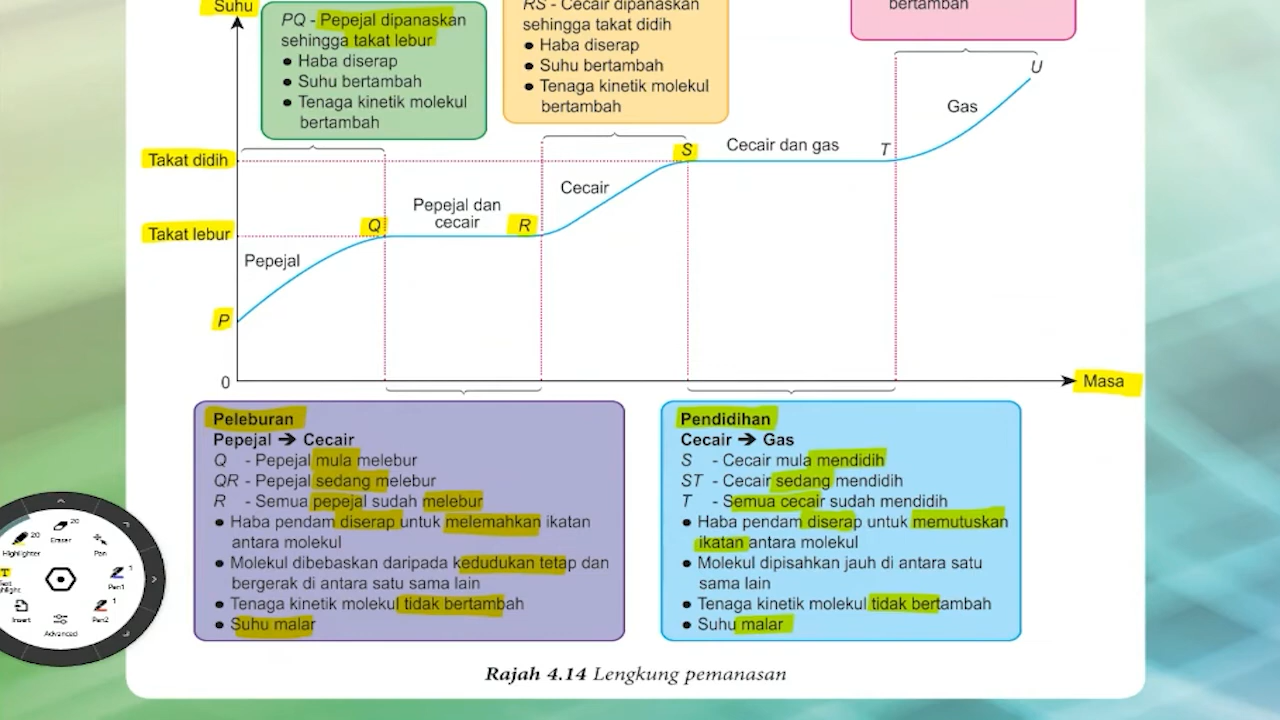 Suhu
PQ - Pepejal dipanaskan
sehingga takat lebur
• Haba diserap
• Suhu bertambah
• Tenaga kinetik molekul
bertambah
RS - Cecair dipanaskan
sehingga takat didih
• Haba diserap
• Suhu bertambah
• Tenaga kinetik molekul
bertambah
bertambah
U
Gas
Takat didih
S
Cecair dan gas
T
Cecair
Pepejal dan
cecair
Q
R
Takat lebur
Pepejal
P
0
Masa
Peleburan
Pepejal ➔ Cecair
Q - Pepejal mula melebur
QR - Pepejal sedang melebur
R - Semua pepejal sudah melebur
• Haba pendam diserap untuk melemahkan ikatan
antara molekul
• Molekul dibebaskan daripada kedudukan tetap dan
bergerak di antara satu sama lain
• Tenaga kinetik molekul tidak bertambah
• Suhu malar
Pendidihan
Cecair ➔ Gas
S - Cecair mula mendidih
ST - Cecair sedang mendidih
T - Semua cecair sudah mendidih
• Haba pendam diserap untuk memutuskan
ikatan antara molekul
• Molekul dipisahkan jauh di antara satu
sama lain
• Tenaga kinetik molekul tidak bertambah
• Suhu malar
Rajah 4.14 Lengkung pemanasan
20
Eraser
20
Highlighter
Pan
1
Pen1
Insert
1
Pen2
Advanced